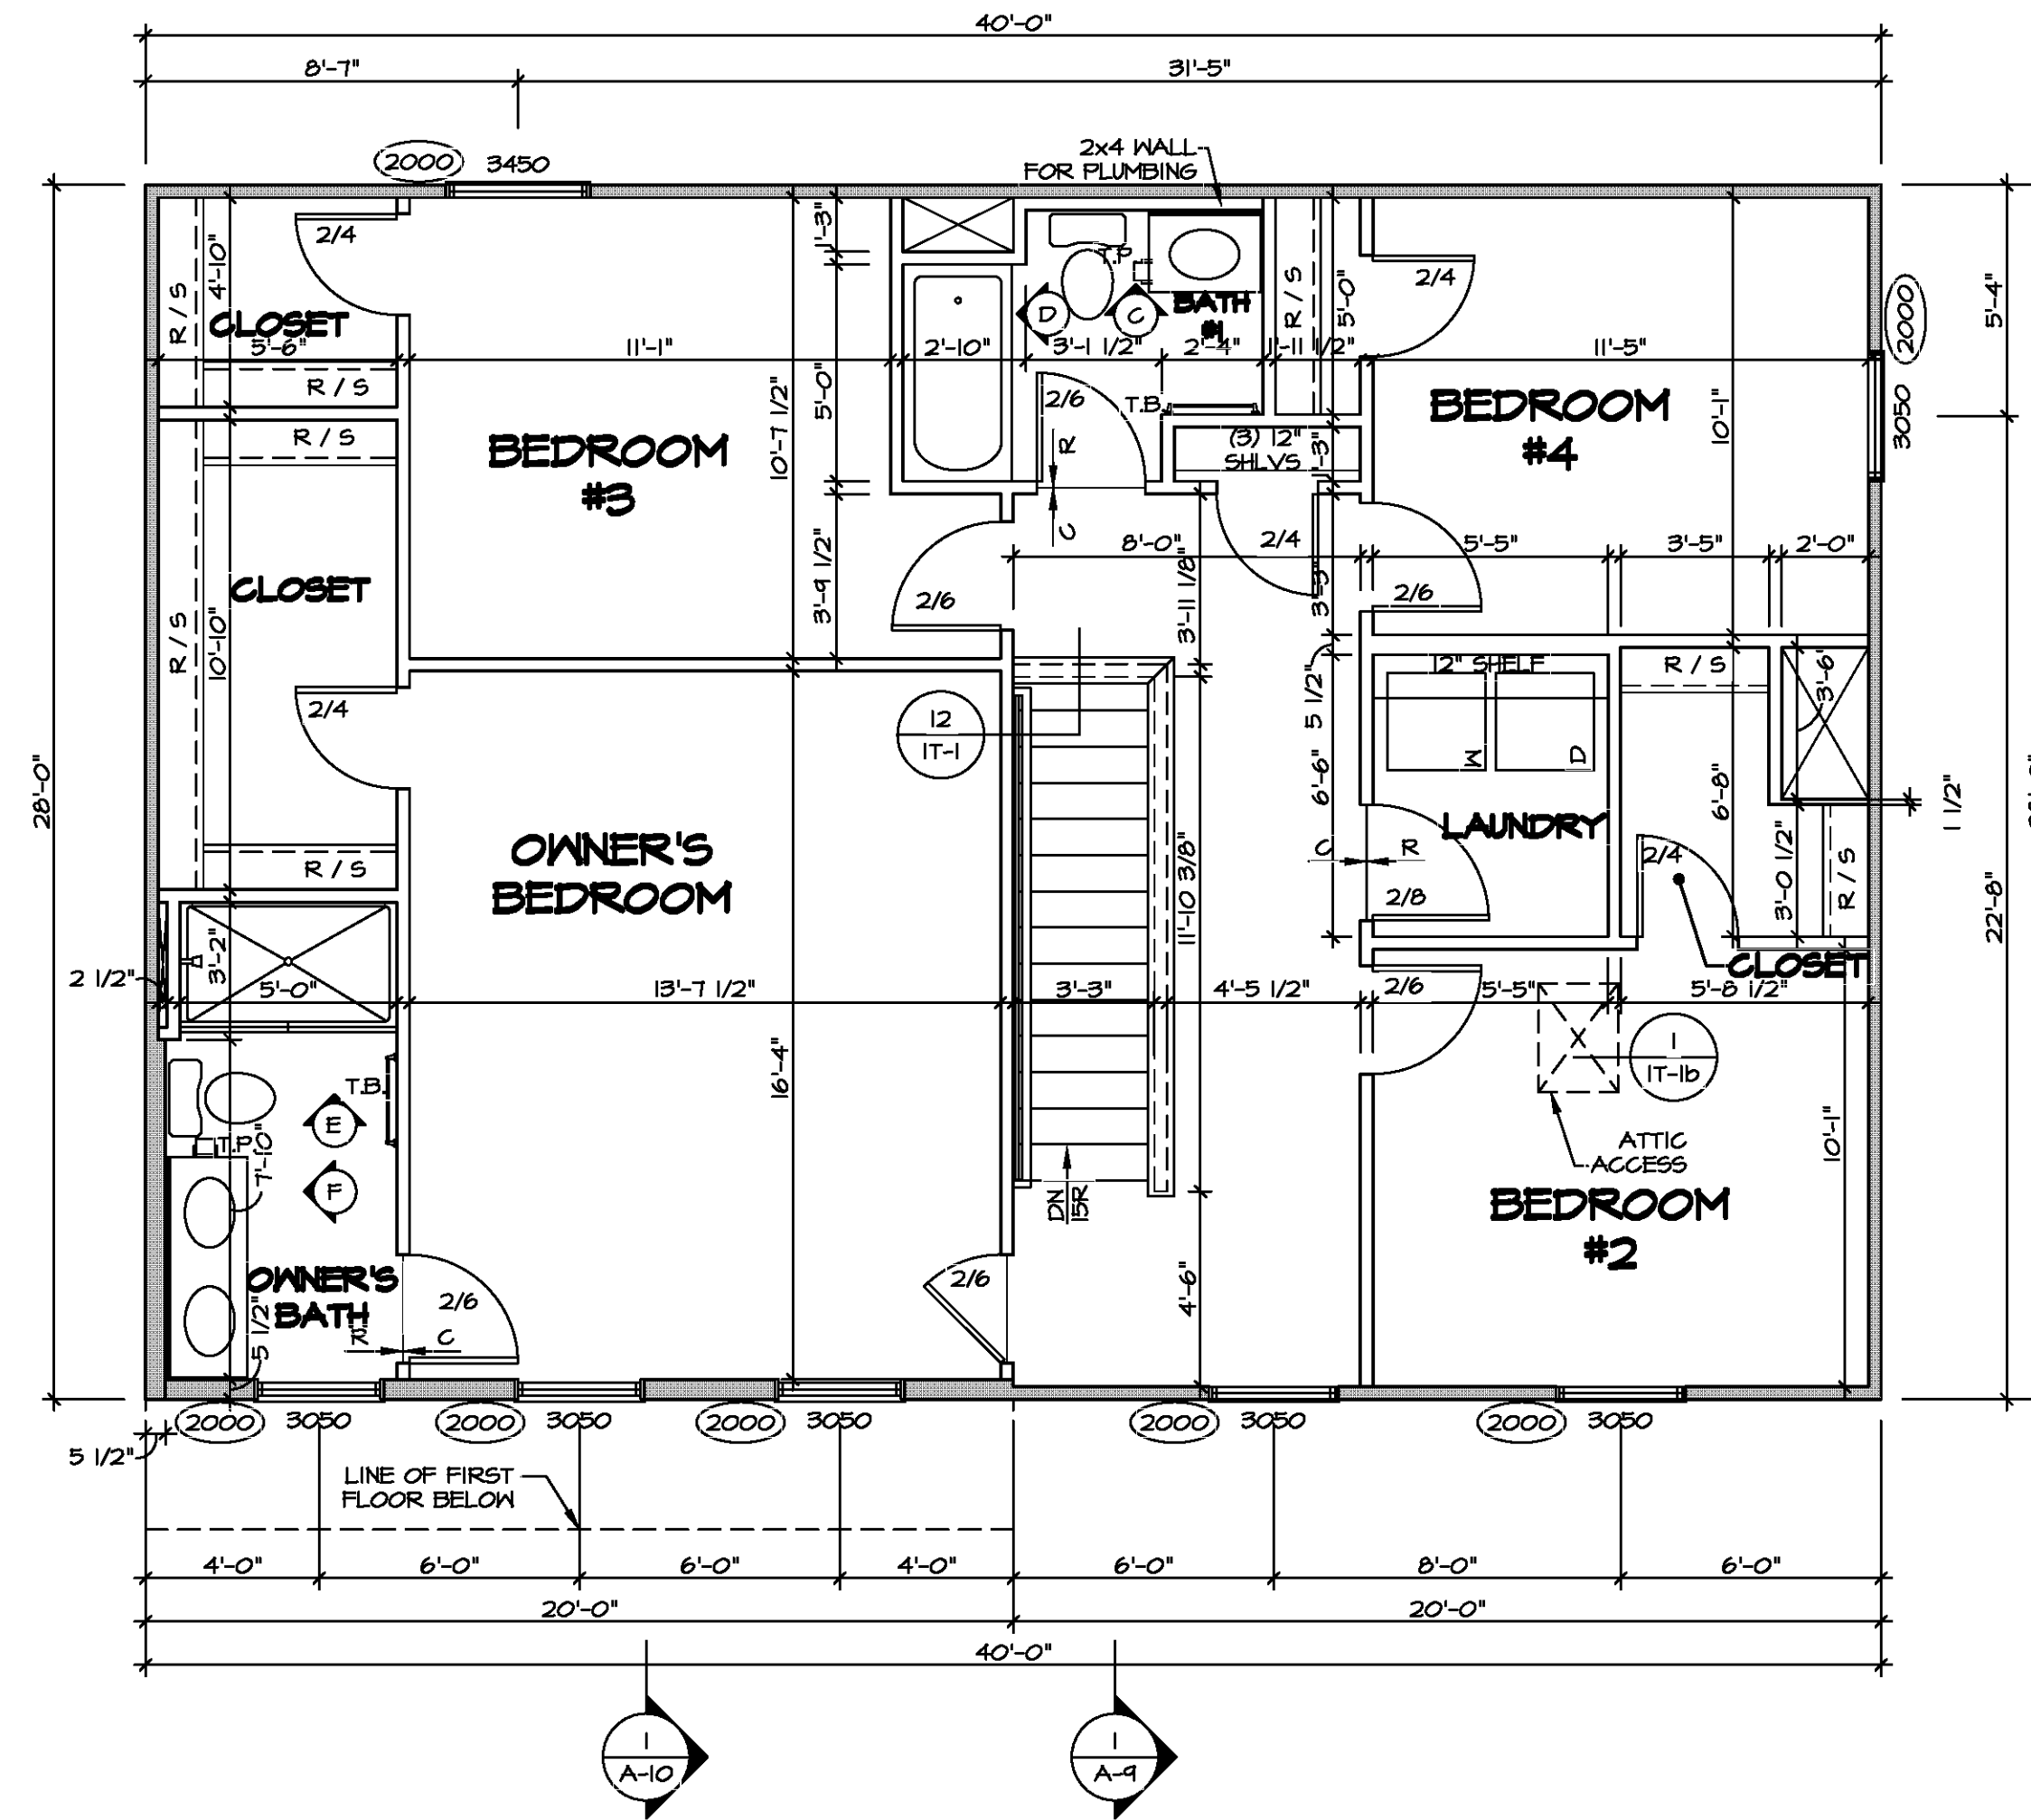 40'-0"
8'-7"
31'-5"
2000
3450
2x4 WALL
FOR PLUMBING
2/4
4'-10"
R / S
CLOSET
5'-6"
R / S
11'-1"
1'-3"
5'-0"
10'-7 1/2"
BEDROOM
#3
3'-9 1/2"
2/6
2'-10"
T.P.
D
C
BATH
#1
3'-1 1/2"
2'-4"
1'-11 1/2"
R / S
5'-0"
2/6
T.B.
R
C
(3) 12"
SHLVS
2/4
8'-0"
3'-11 1/8"
2/4
11'-5"
BEDROOM
#4
10'-1"
2000
3050
5'-4"
5'-5"
3'-5"
2'-0"
2/6
28'-0"
R / S
CLOSET
R / S
10'-10"
2/4
R / S
12
1T-1
OWNER'S
BEDROOM
5 1/2"
6'-6"
12" SHELF
W
D
LAUNDRY
C
R
2/8
R / S
3'-6"
6'-8"
2/4
3'-0 1/2"
R / S
CLOSET
1 1/2"
22'-8"
2 1/2"
3'-2"
5'-0"
13'-7 1/2"
3'-3"
4'-5 1/2"
5'-5"
5'-8 1/2"
11'-10 3/8"
2/6
1
1T-1b
ATTIC
ACCESS
BEDROOM
#2
10'-1"
T.B.
E
T.P.
7'-10"
F
16'-4"
DN
15R
4'-6"
OWNER'S
BATH
5 1/2"
R
C
2/6
2/6
2000
3050
2000
3050
2000
3050
2000
3050
2000
3050
5 1/2"
LINE OF FIRST
FLOOR BELOW
4'-0"
6'-0"
6'-0"
4'-0"
6'-0"
8'-0"
6'-0"
20'-0"
20'-0"
40'-0"
1
A-10
1
A-9